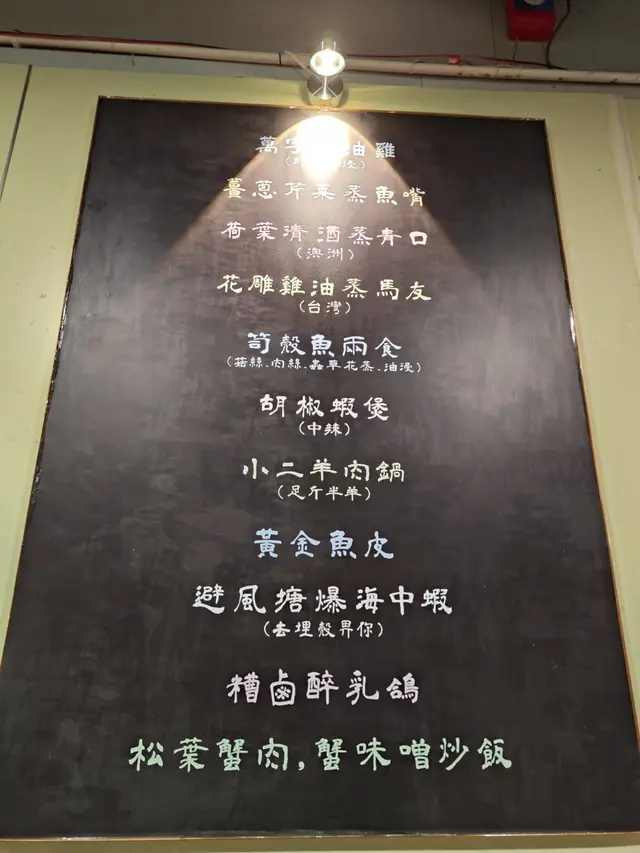 萬字 油雞
薑蔥芹菜蒸魚嘴
荷葉清酒蒸青口
(澳洲)
花雕雞油蒸馬友
(台灣)
筍殼魚兩食
(菇絲、肉絲、蟲草花蒸、油浸)
胡椒蝦煲
(中辣)
小二羊肉鍋
(足斤半羊)
黃金魚皮
避風塘爆海中蝦
(去埋殼畀你)
糟鹵醉乳鴿
松葉蟹肉,蟹味噌炒飯